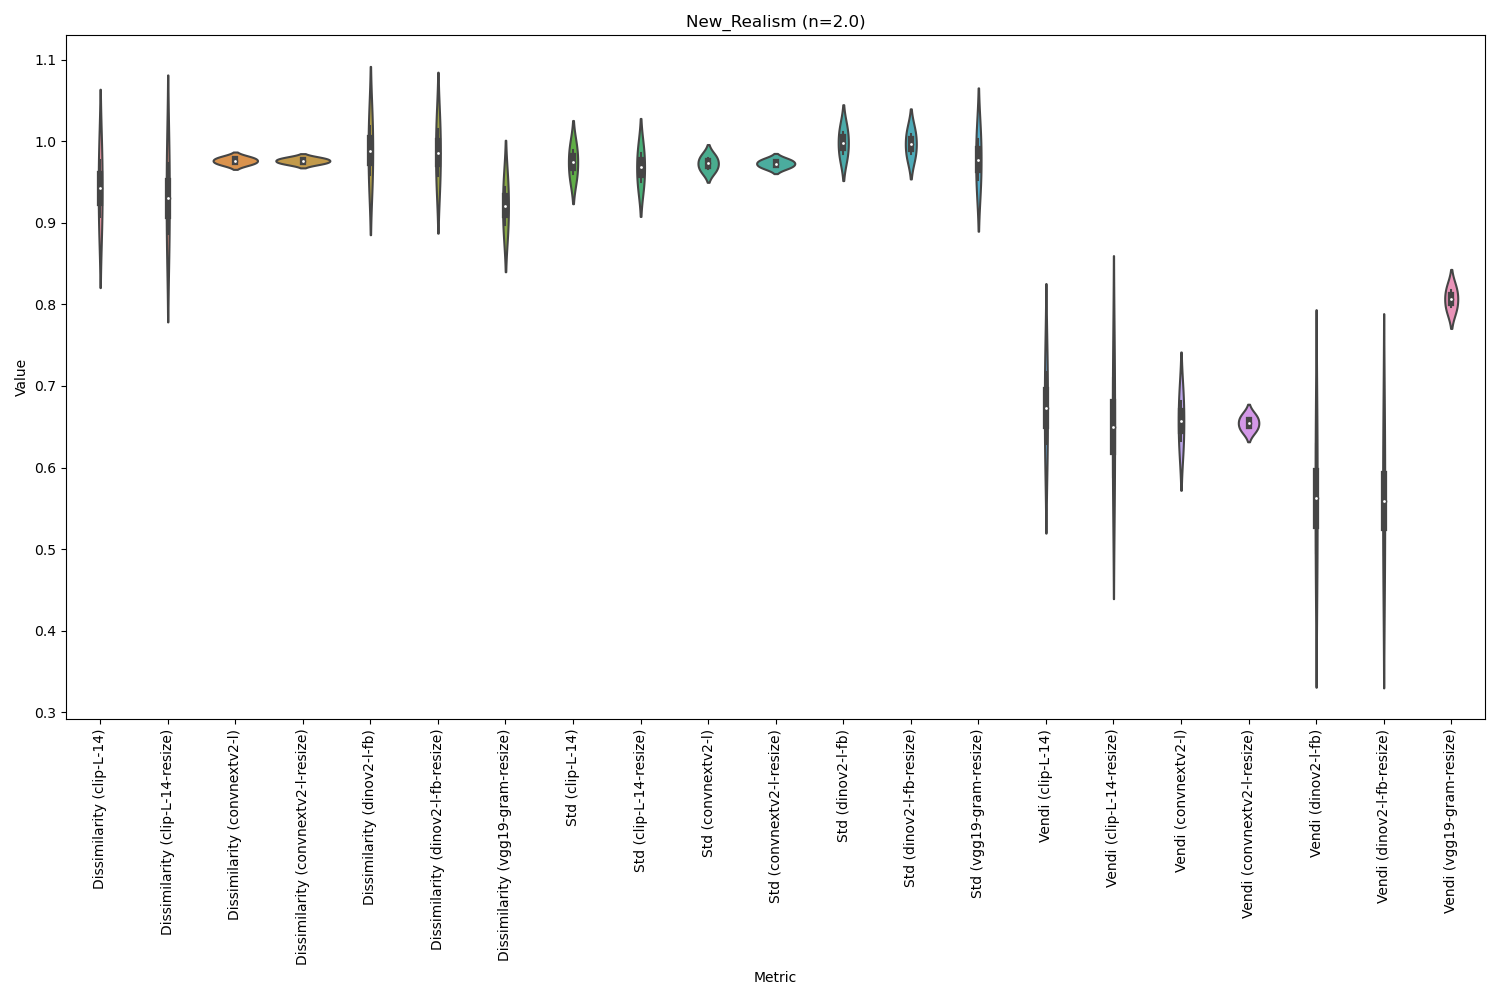 New_Realism (n=2.0)
1.1
1.0
0.9
0.8
0.7
0.6
0.5
0.4
0.3
Value
Dissimilarity (clip-L-14)
Dissimilarity (clip-L-14-resize)
Dissimilarity (convnextv2-l)
Dissimilarity (convnextv2-l-resize)
Dissimilarity (dinov2-l-fb)
Dissimilarity (dinov2-l-fb-resize)
Dissimilarity (vgg19-gram-resize)
Std (clip-L-14)
Std (clip-L-14-resize)
Std (convnextv2-l)
Std (convnextv2-l-resize)
Std (dinov2-l-fb)
Std (dinov2-l-fb-resize)
Std (vgg19-gram-resize)
Vendi (clip-L-14)
Vendi (clip-L-14-resize)
Vendi (convnextv2-l)
Vendi (convnextv2-l-resize)
Vendi (dinov2-l-fb)
Vendi (dinov2-l-fb-resize)
Vendi (vgg19-gram-resize)
Metric